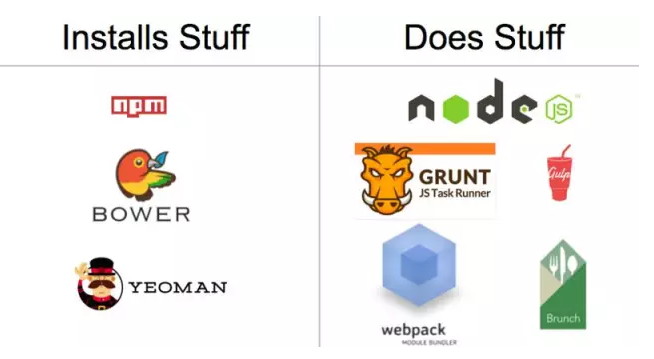 Installs Stuff
Does Stuff
npm
node
JS
BOWER
GRUNT
JS Task Runner
Gulp
YEOMAN
webpack
MODULE BUNDLER
Brunch